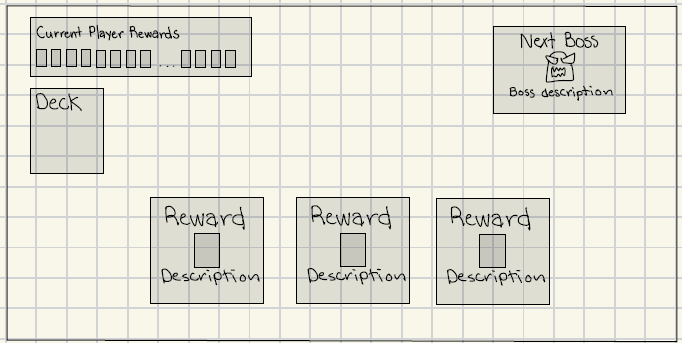 Current Player Rewards
...
Next Boss
Boss description
Deck
Reward
Description
Reward
Description
Reward
Description